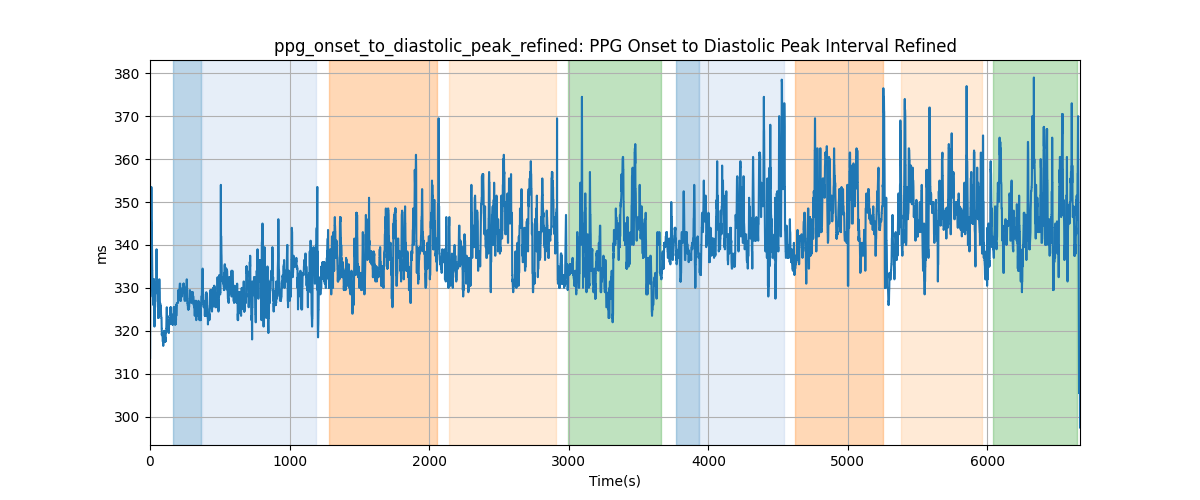 ppg_onset_to_diastolic_peak_refined: PPG Onset to Diastolic Peak Interval Refined
380
370
360
350
340
330
320
310
300
ms
0 1000 2000 3000 4000 5000 6000
Time(s)